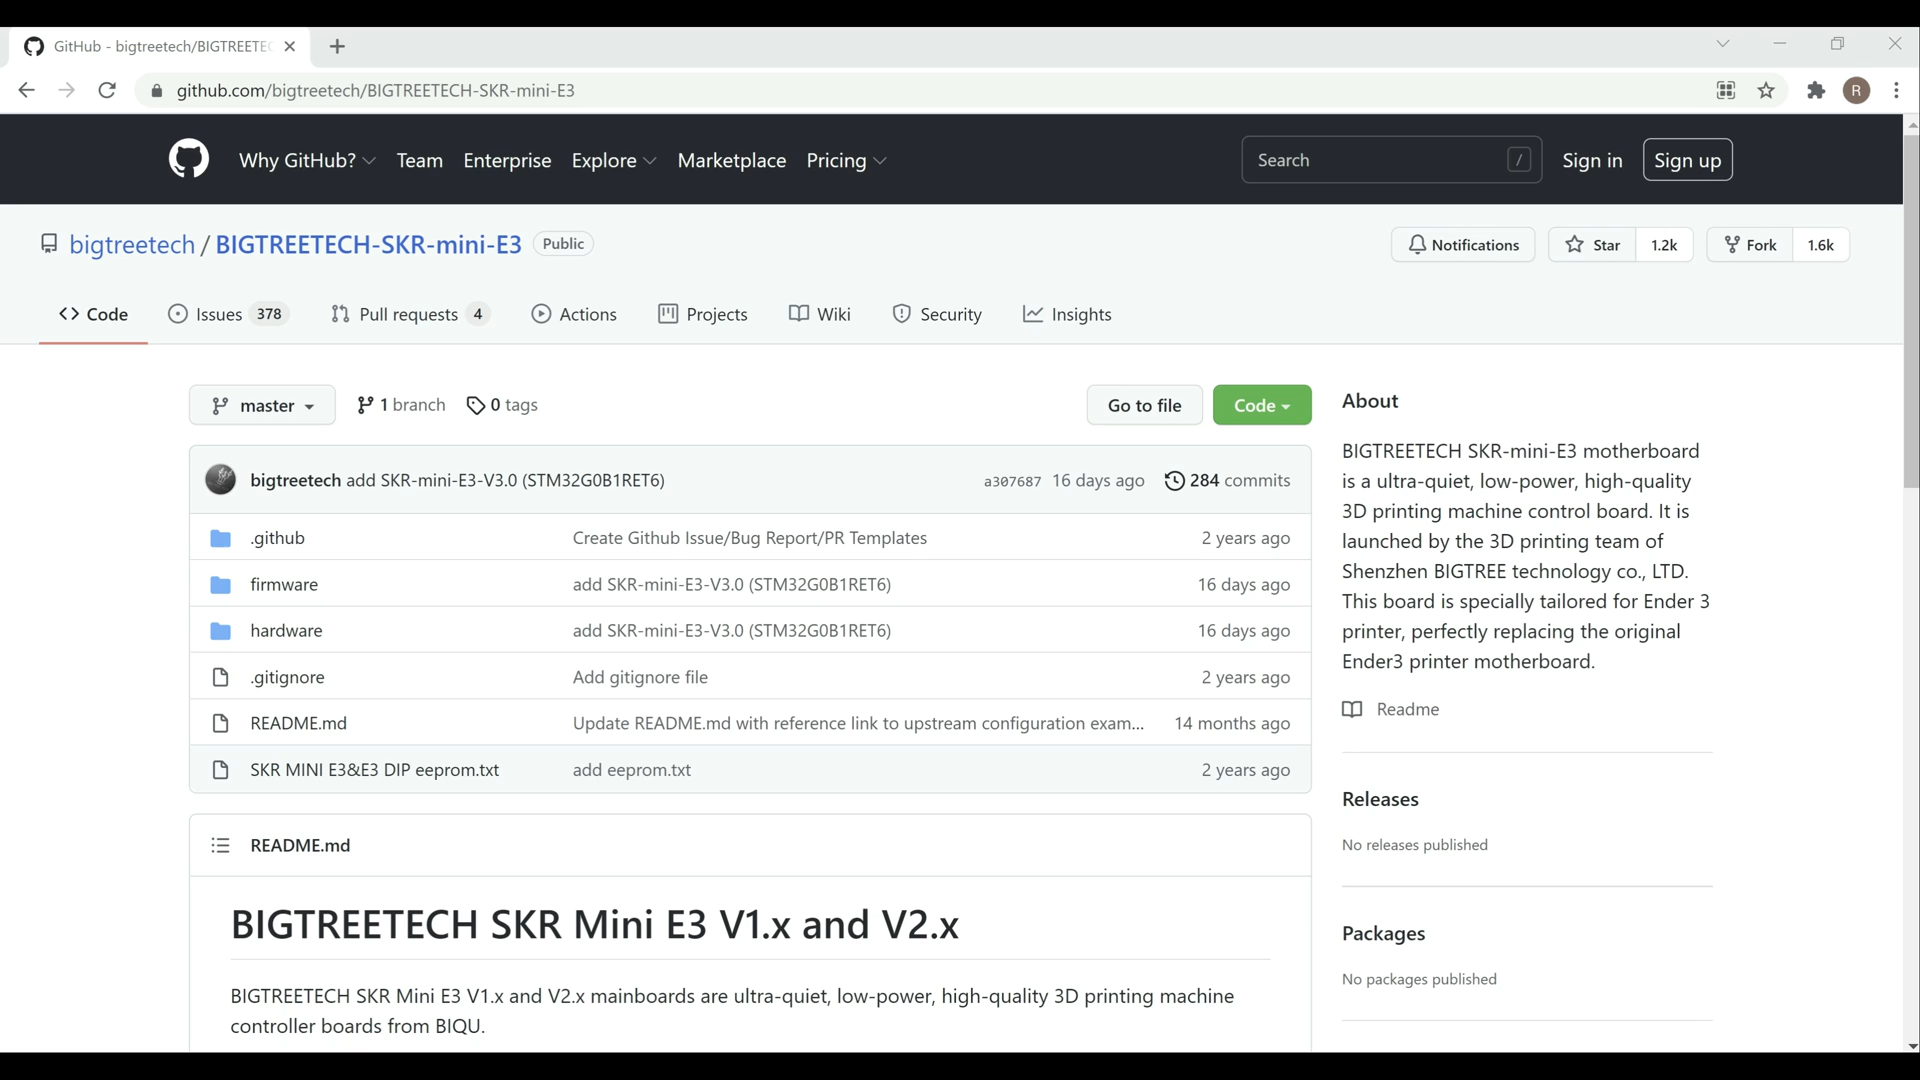 GitHub - bigtreetech/BIGTREETEC
github.com/bigtreetech/BIGTREETECH-SKR-mini-E3
R
Why GitHub? Team Enterprise Explore Marketplace Pricing Search / Sign in Sign up
bigtreetech / BIGTREETECH-SKR-mini-E3 Public Notifications Star 1.2k Fork 1.6k
Code Issues 378 Pull requests 4 Actions Projects Wiki Security Insights
master 1 branch 0 tags Go to file Code
bigtreetech add SKR-mini-E3-V3.0 (STM32G0B1RET6) a307687 16 days ago 284 commits
.github Create Github Issue/Bug Report/PR Templates 2 years ago
firmware add SKR-mini-E3-V3.0 (STM32G0B1RET6) 16 days ago
hardware add SKR-mini-E3-V3.0 (STM32G0B1RET6) 16 days ago
.gitignore Add gitignore file 2 years ago
README.md Update README.md with reference link to upstream configuration exam... 14 months ago
SKR MINI E3&E3 DIP eeprom.txt add eeprom.txt 2 years ago
README.md
BIGTREETECH SKR Mini E3 V1.x and V2.x
BIGTREETECH SKR Mini E3 V1.x and V2.x mainboards are ultra-quiet, low-power, high-quality 3D printing machine
controller boards from BIQU.
About
BIGTREETECH SKR-mini-E3 motherboard
is a ultra-quiet, low-power, high-quality
3D printing machine control board. It is
launched by the 3D printing team of
Shenzhen BIGTREE technology co., LTD.
This board is specially tailored for Ender 3
printer, perfectly replacing the original
Ender3 printer motherboard.
Readme
Releases
No releases published
Packages
No packages published